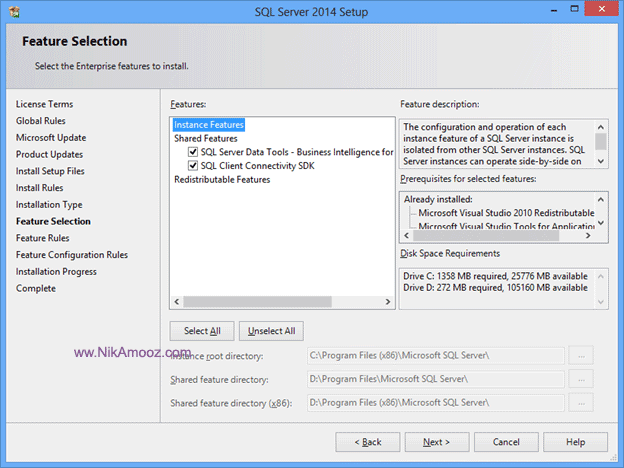 SQL Server 2014 Setup
Feature Selection
Select the Enterprise features to install.
License Terms
Global Rules
Microsoft Update
Product Updates
Install Setup Files
Install Rules
Installation Type
Feature Selection
Feature Rules
Feature Configuration Rules
Installation Progress
Complete
Features:
Instance Features
Shared Features
SQL Server Data Tools - Business Intelligence for
SQL Client Connectivity SDK
Redistributable Features
Feature description:
The configuration and operation of each
instance feature of a SQL Server instance is
isolated from other SQL Server instances. SQL
Server instances can operate side-by-side on
Prerequisites for selected features:
Already installed:
Microsoft Visual Studio 2010 Redistributable
Microsoft Visual Studio Tools for Application
Disk Space Requirements
Drive C: 1358 MB required, 25776 MB available
Drive D: 272 MB required, 105160 MB available
Select All
Unselect All
ww.NikAmooz.com
Instance root directory:
C:\Program Files (x86)\Microsoft SQL Server\
...
Shared feature directory:
D:\Program Files\Microsoft SQL Server\
...
Shared feature directory (x86):
D:\Program Files (x86)\Microsoft SQL Server\
...
< Back
Next >
Cancel
Help